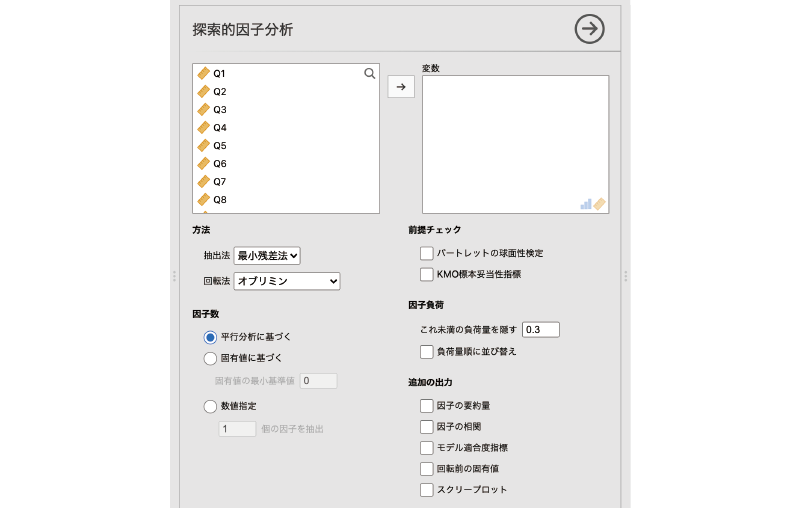 探索的因子分析
Q1
Q2
Q3
Q4
Q5
Q6
Q7
Q8
変数
方法
抽出法 最小残差法
回転法 オブリミン
因子数
平行分析に基づく
固有値に基づく
固有値の最小基準値 0
数値指定
1 個の因子を抽出
前提チェック
バートレットの球面性検定
KMO標本妥当性指標
因子負荷
これ未満の負荷量を隠す 0.3
負荷量順に並び替え
追加の出力
因子の要約量
因子の相関
モデル適合度指標
回転前の固有値
スクリープロット